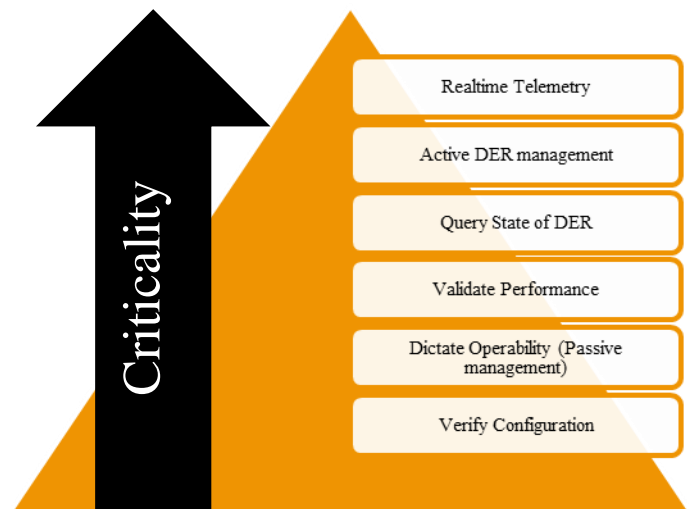 Realtime Telemetry
Active DER management
Query State of DER
Validate Performance
Dictate Operability (Passive
management)
Verify Configuration
Criticality